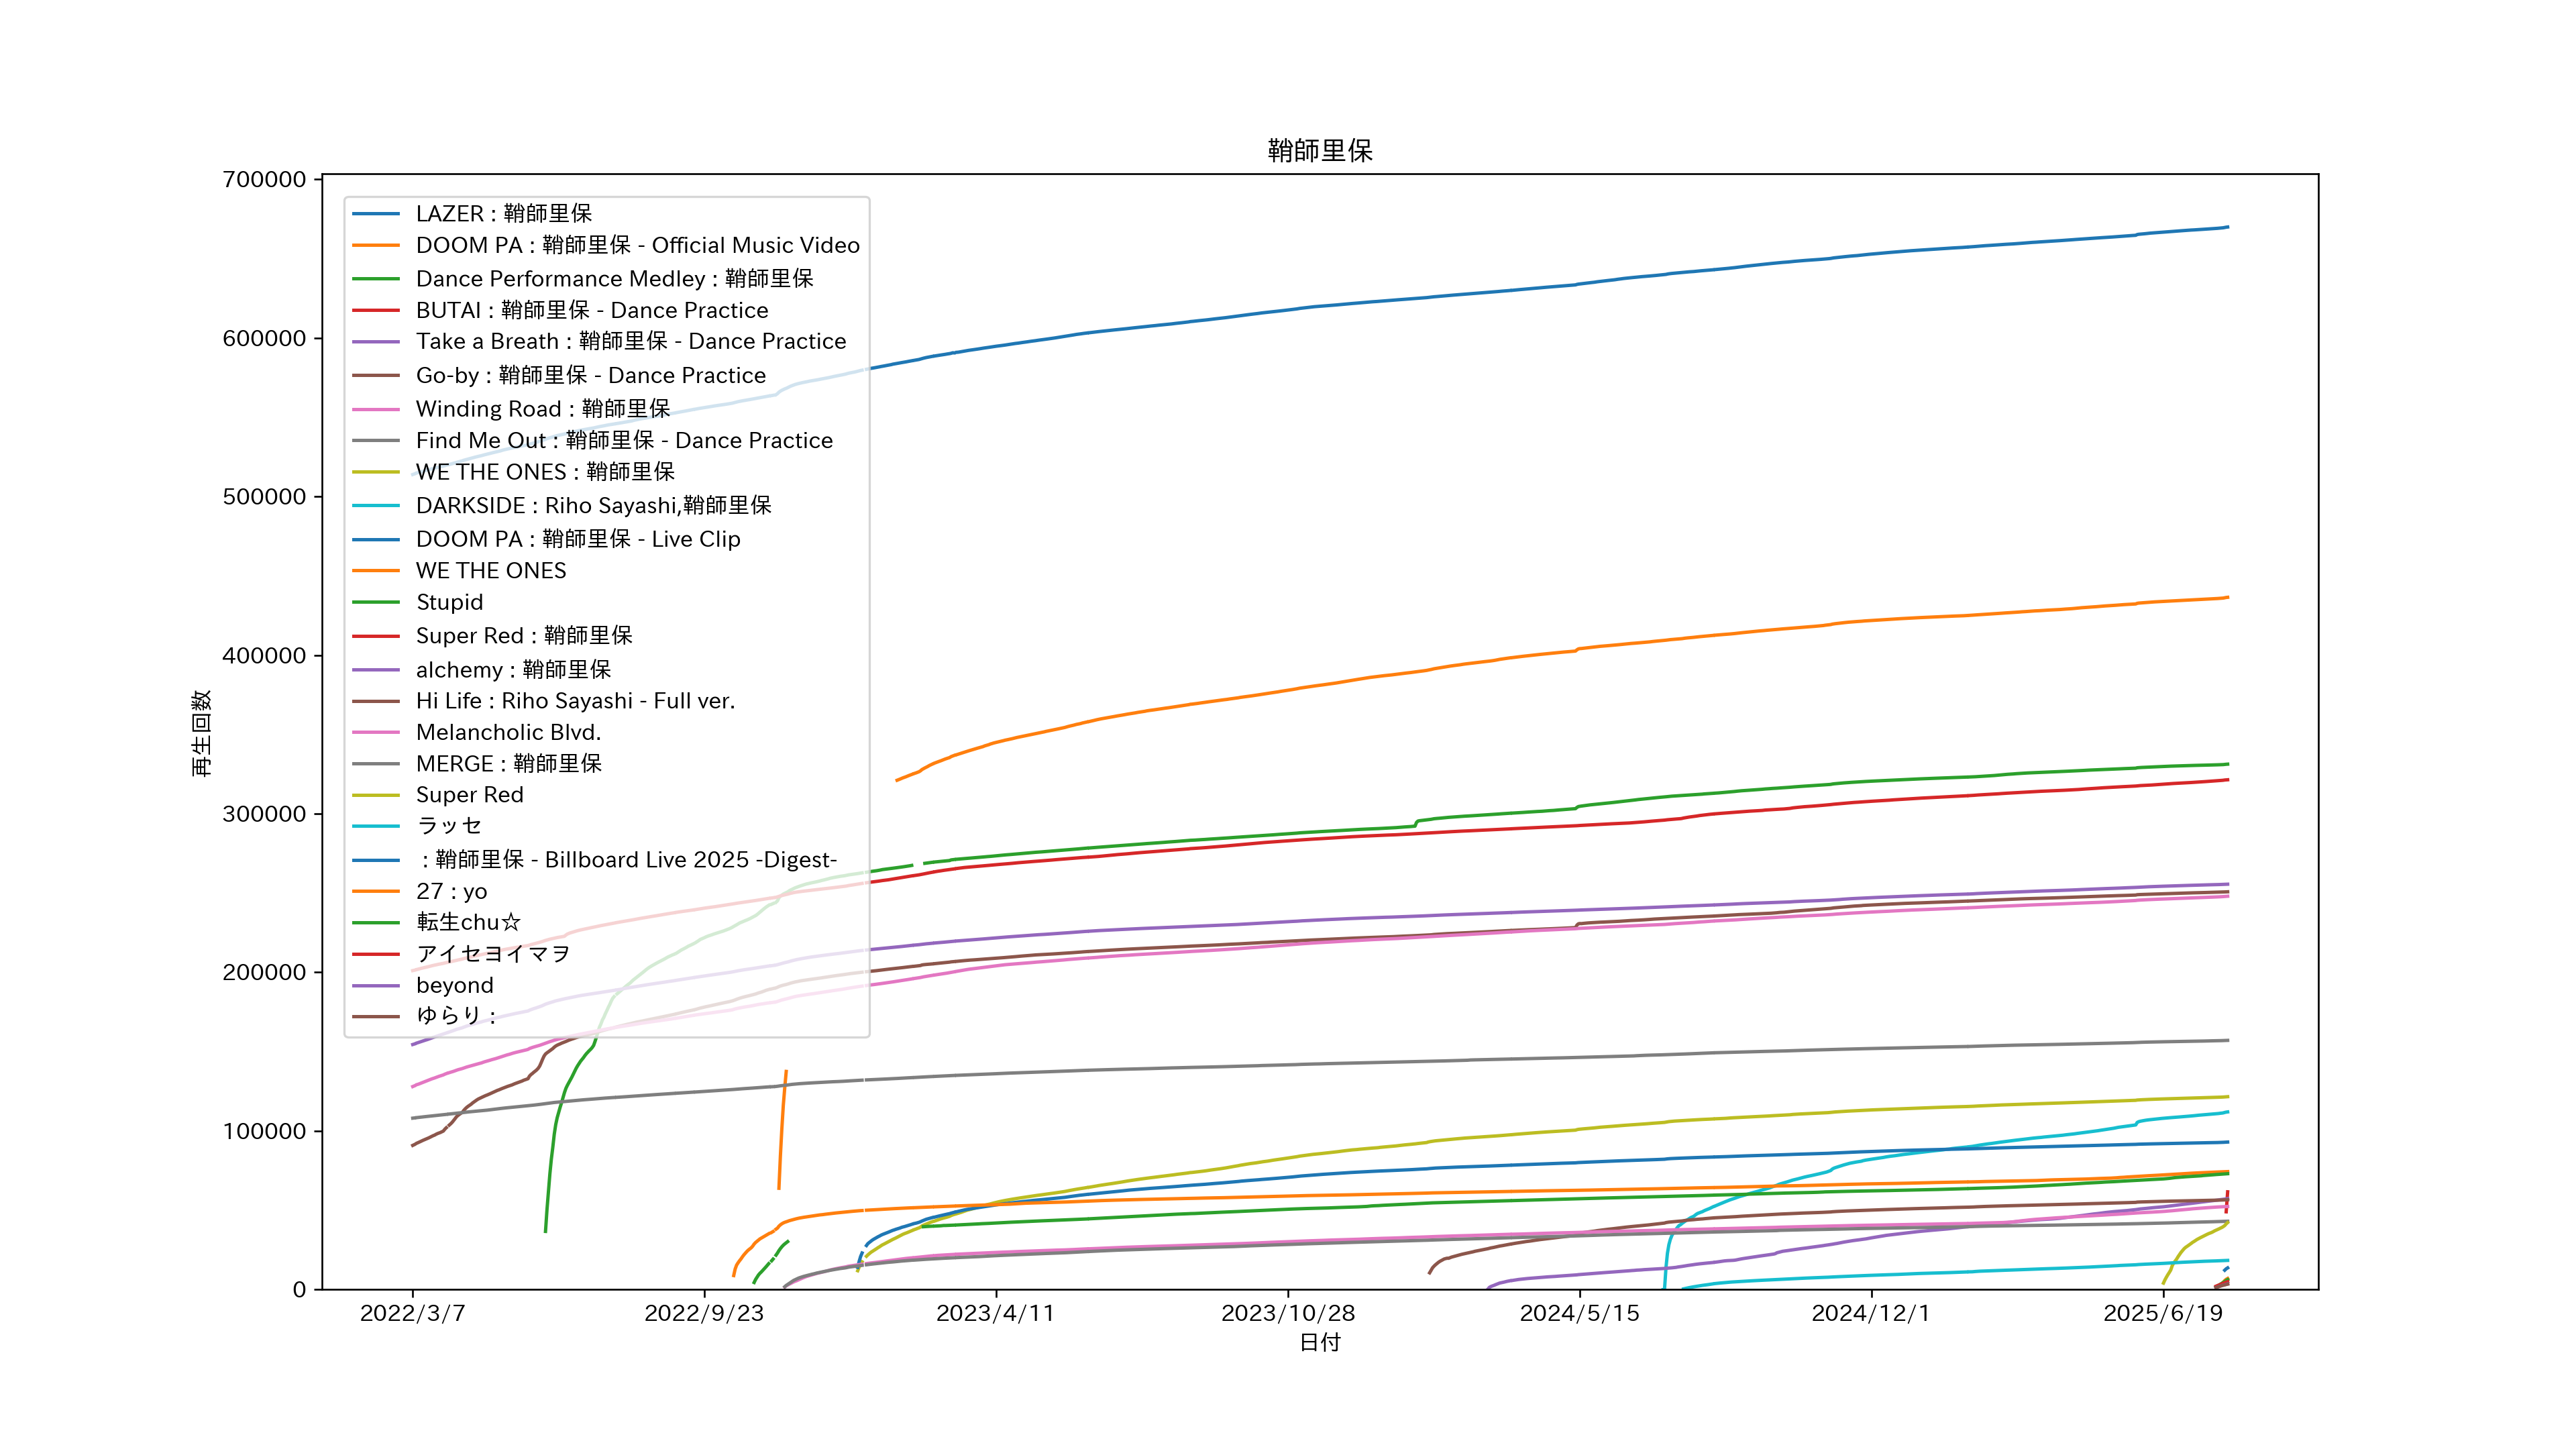 鞘師里保
700000
600000
500000
400000
300000
200000
100000
0
再生回数
LAZER : 鞘師里保
DOOM PA : 鞘師里保 - Official Music Video
Dance Performance Medley : 鞘師里保
BUTAI : 鞘師里保 - Dance Practice
Take a Breath : 鞘師里保 - Dance Practice
Go-by : 鞘師里保 - Dance Practice
Winding Road : 鞘師里保
Find Me Out : 鞘師里保 - Dance Practice
WE THE ONES : 鞘師里保
DARKSIDE : Riho Sayashi,鞘師里保
DOOM PA : 鞘師里保 - Live Clip
WE THE ONES
Stupid
Super Red : 鞘師里保
alchemy : 鞘師里保
Hi Life : Riho Sayashi - Full ver.
Melancholic Blvd.
MERGE : 鞘師里保
Super Red
ラッセ
: 鞘師里保 - Billboard Live 2025 -Digest-
27 : yo
転生chu☆
アイセヨイマヲ
beyond
ゆらり :
2022/3/7
2022/9/23
2023/4/11
2023/10/28
2024/5/15
2024/12/1
2025/6/19
日付